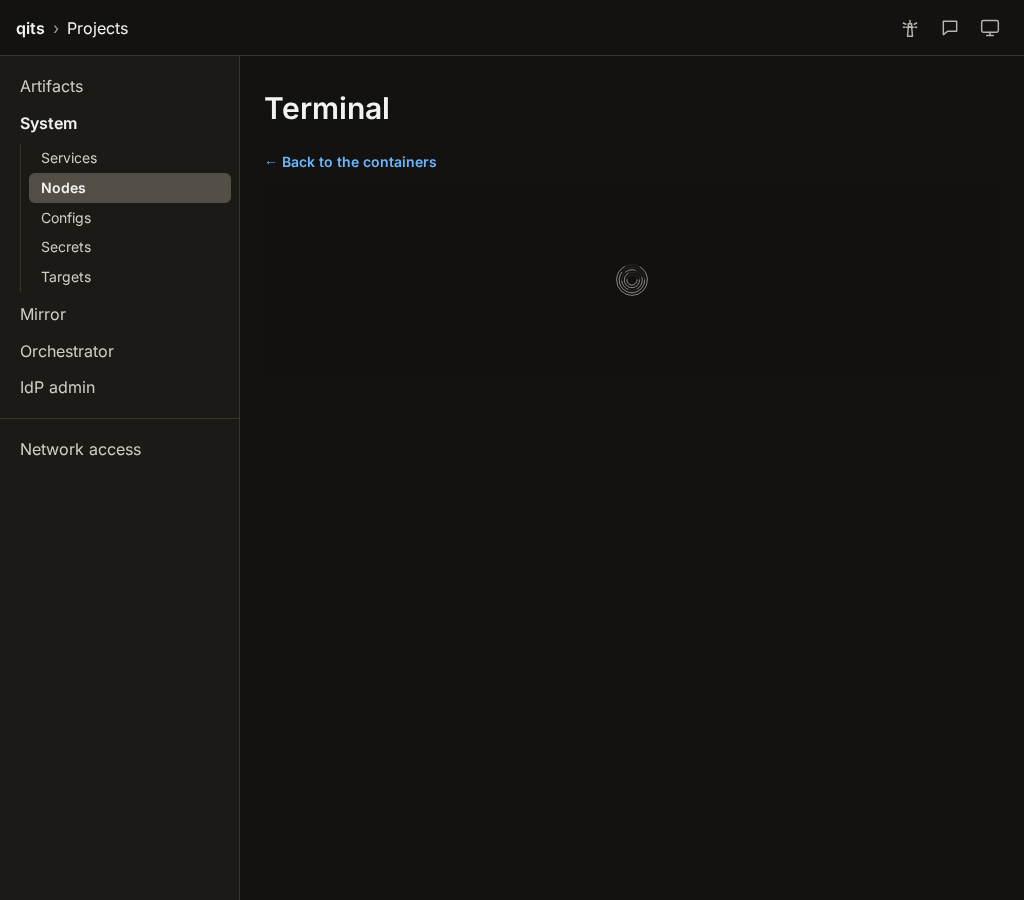 qits › Projects
Artifacts
System
Services
Nodes
Configs
Secrets
Targets
Mirror
Orchestrator
IdP admin
Network access
Terminal
← Back to the containers